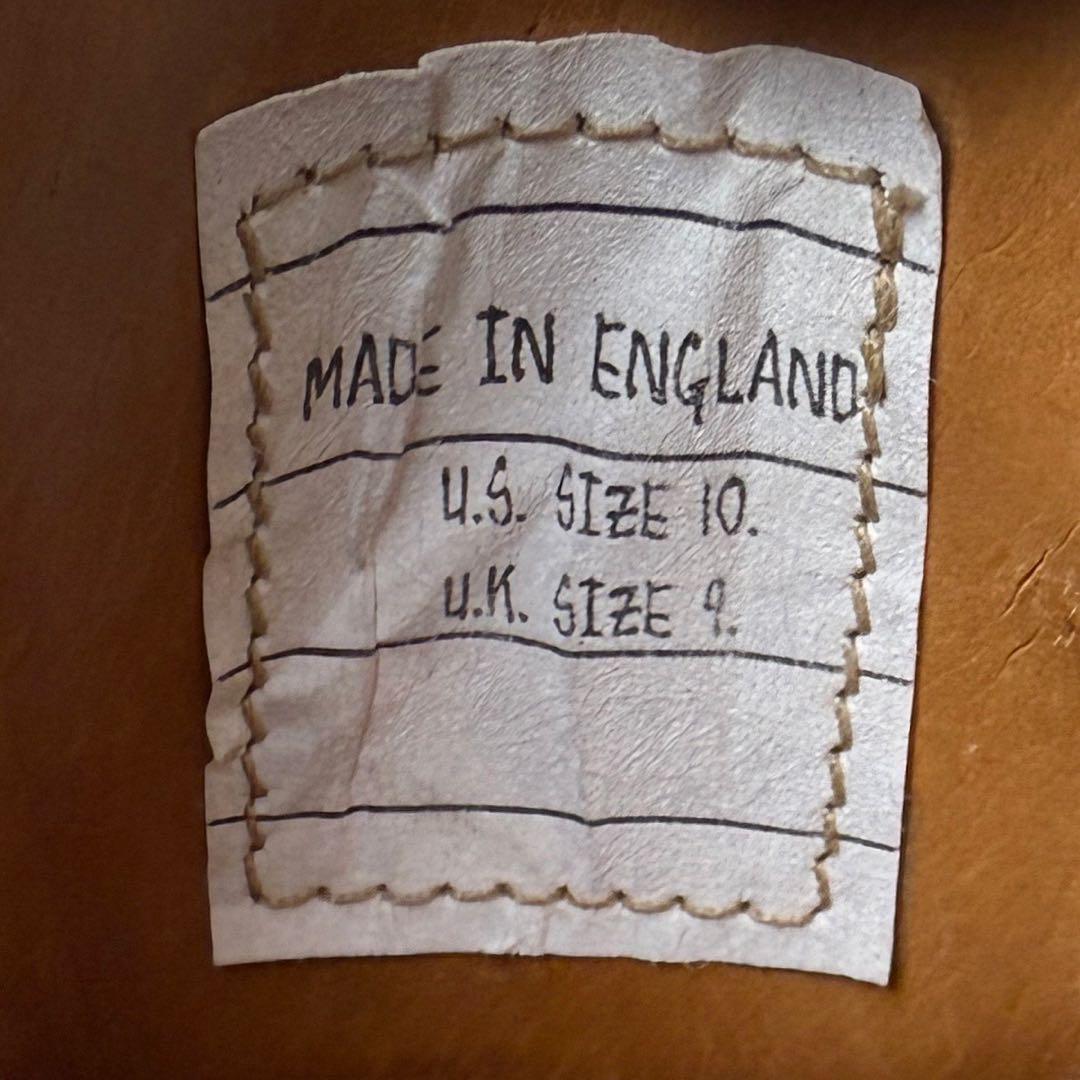 MADE IN ENGLAND
U.S. SIZE 10.
U.K. SIZE 9.